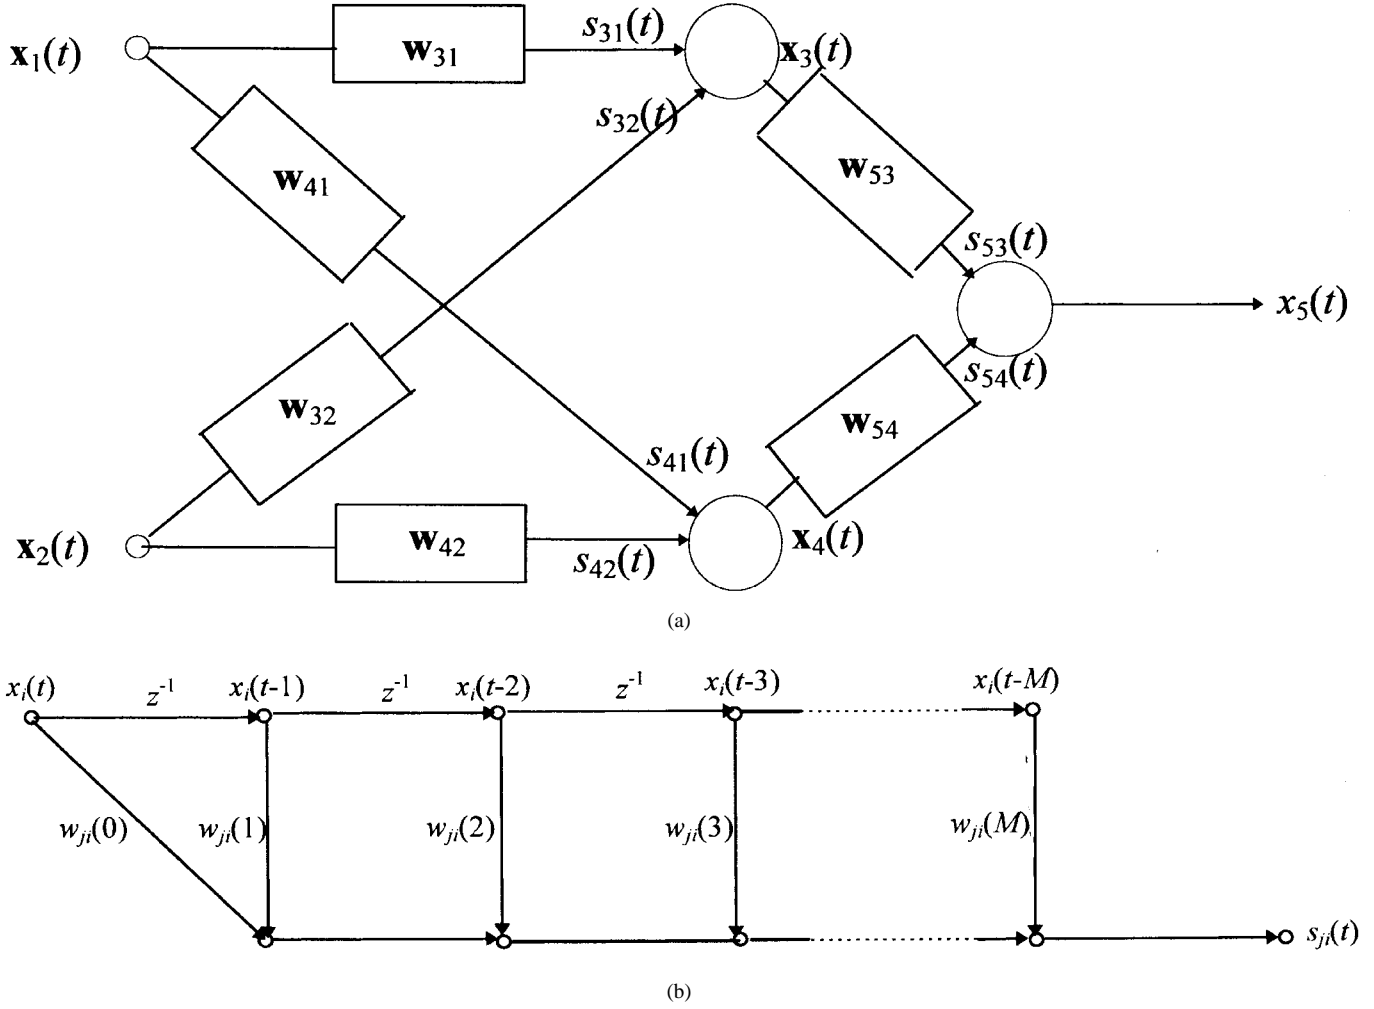 x1(t)
w31
s31(t)
x3(t)
s32(t)
w41
w53
s53(t)
x5(t)
s54(t)
w32
w54
s41(t)
x2(t)
w42
s42(t)
x4(t)
(a)
xi(t)
z-1
xi(t-1)
z-1
xi(t-2)
z-1
xi(t-3)
xi(t-M)
wji(0)
wji(1)
wji(2)
wji(3)
wji(M)
sji(t)
(b)